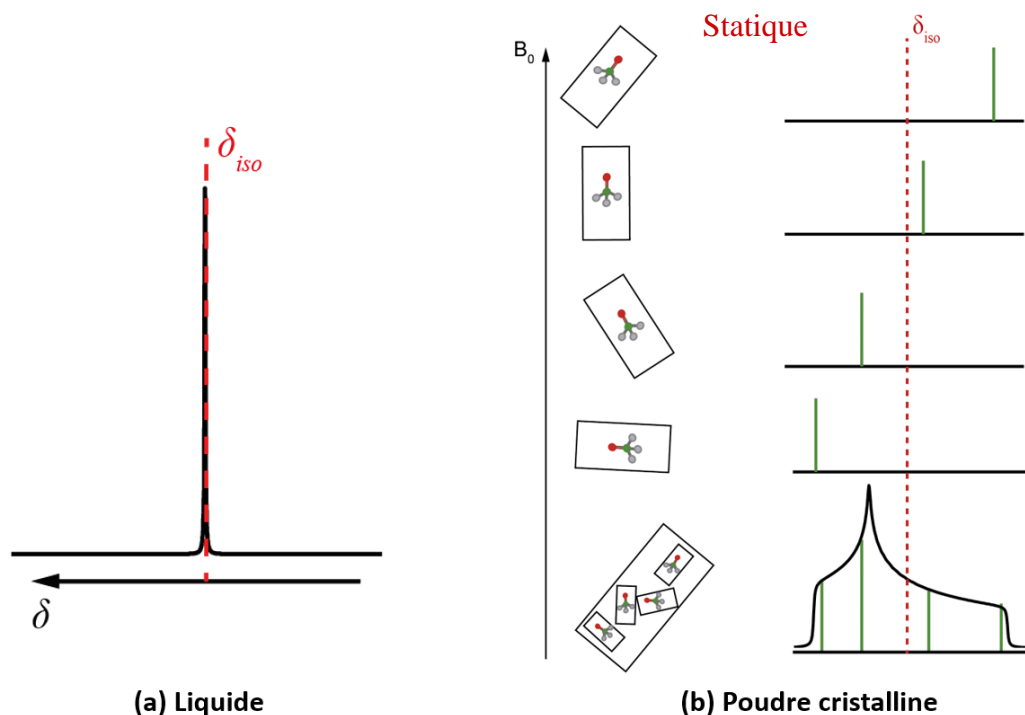 Statique
δiso
B0
δiso
δ
(a) Liquide
(b) Poudre cristalline